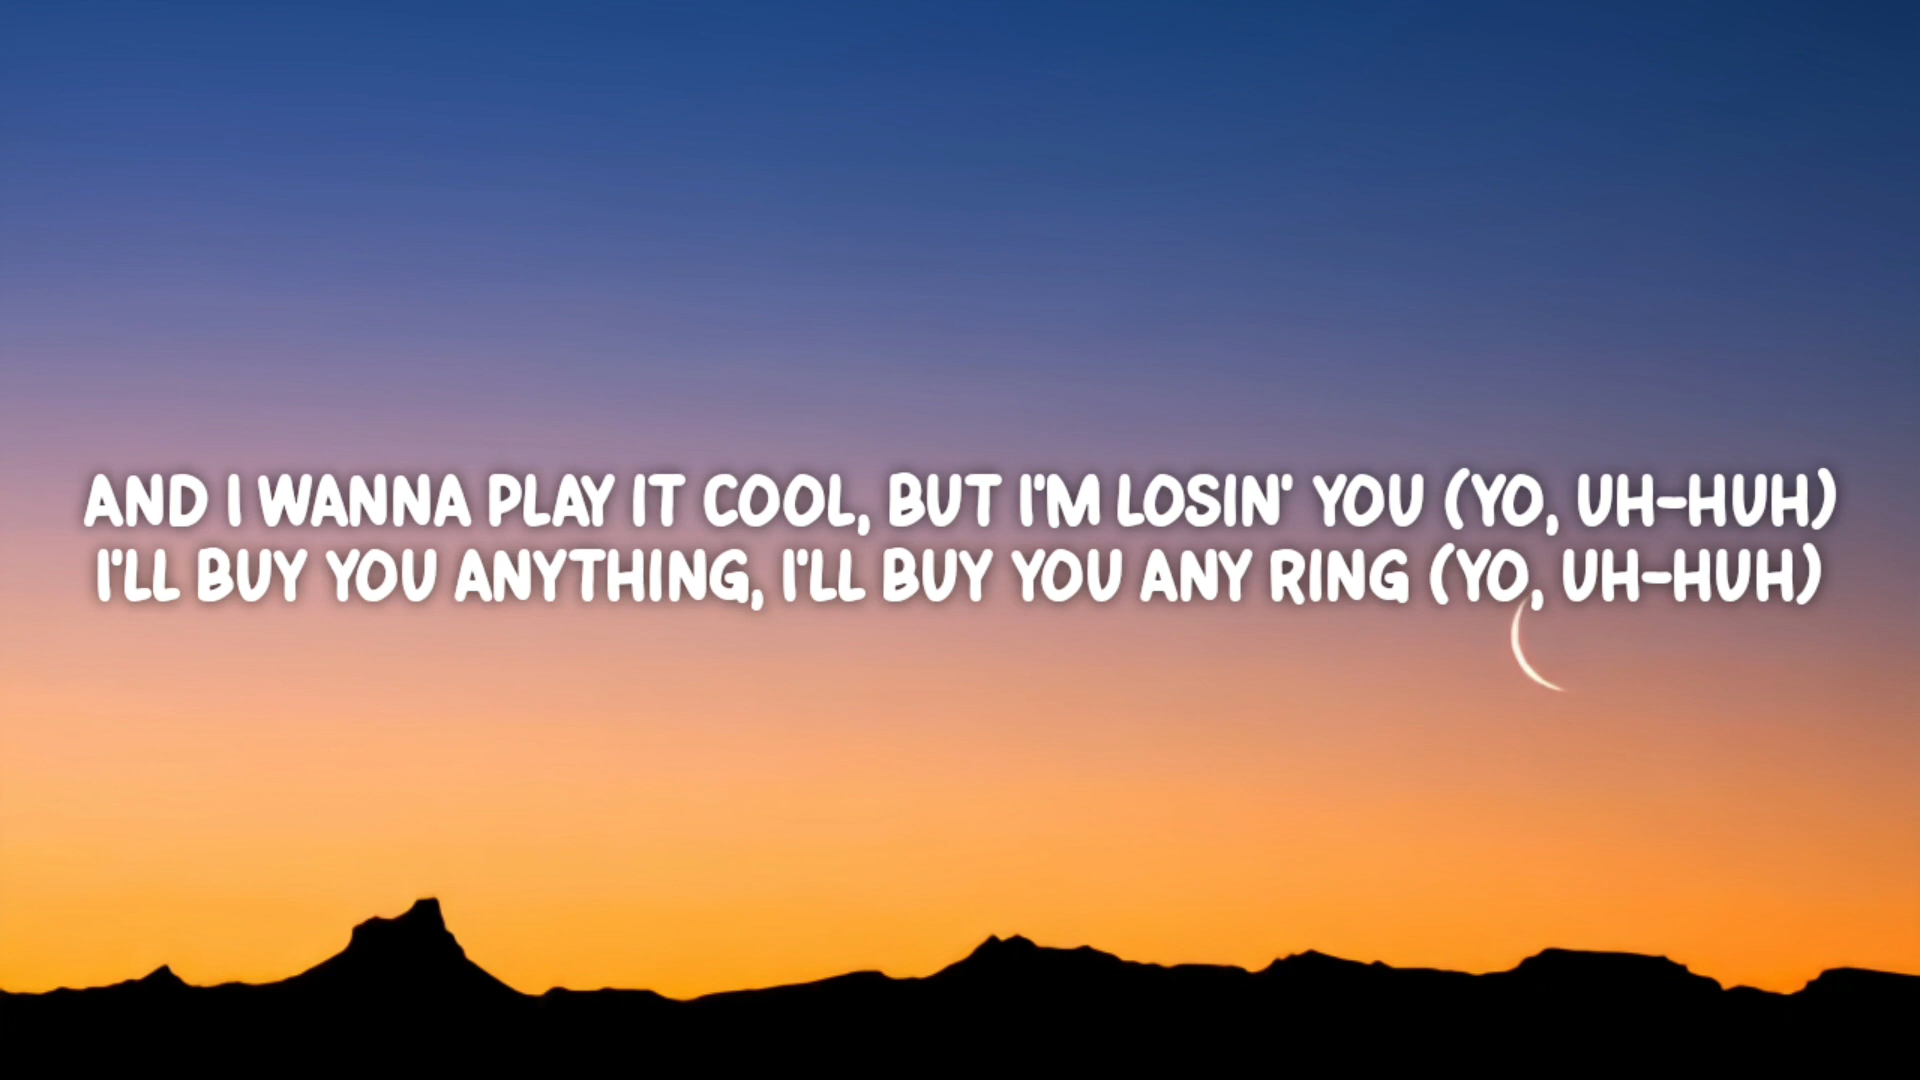 AND I WANNA PLAY IT COOL, BUT I'M LOSIN' YOU (YO, UH-HUH)
I'LL BUY YOU ANYTHING, I'LL BUY YOU ANY RING (YO, UH-HUH)